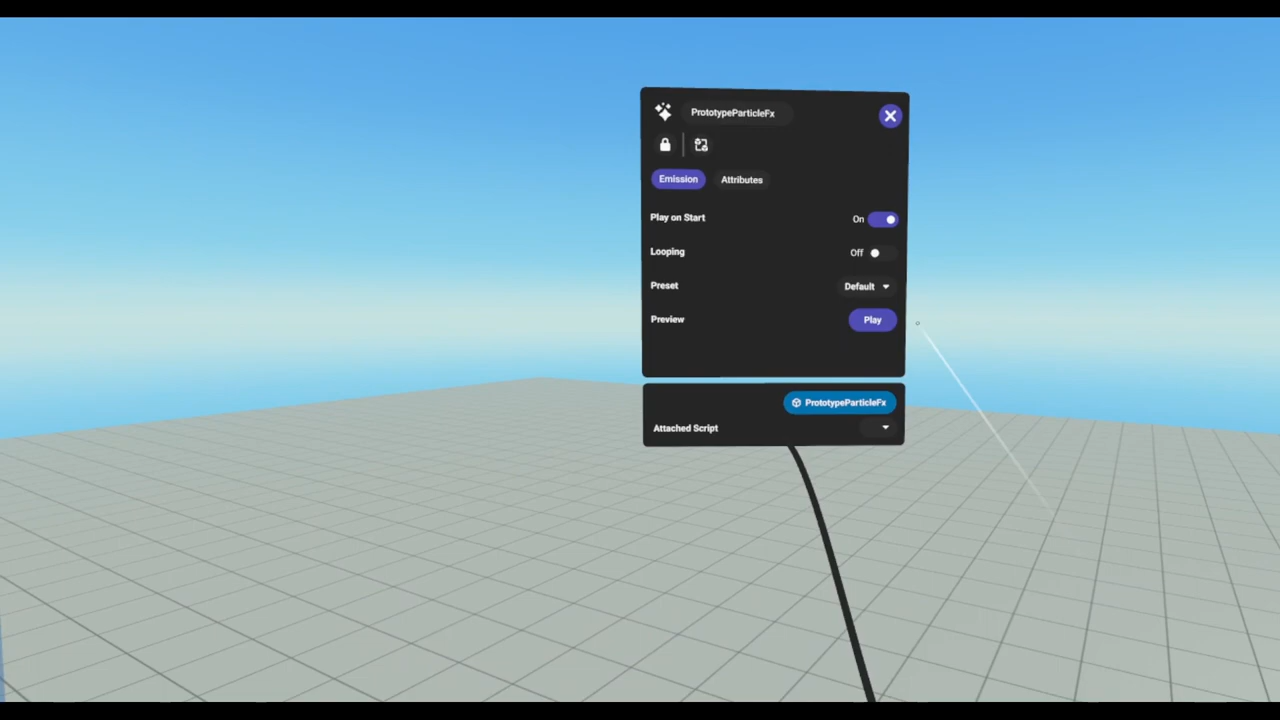 PrototypeParticleFx
Emission Attributes
Play on Start On
Looping Off
Preset Default
Preview Play
PrototypeParticleFx
Attached Script